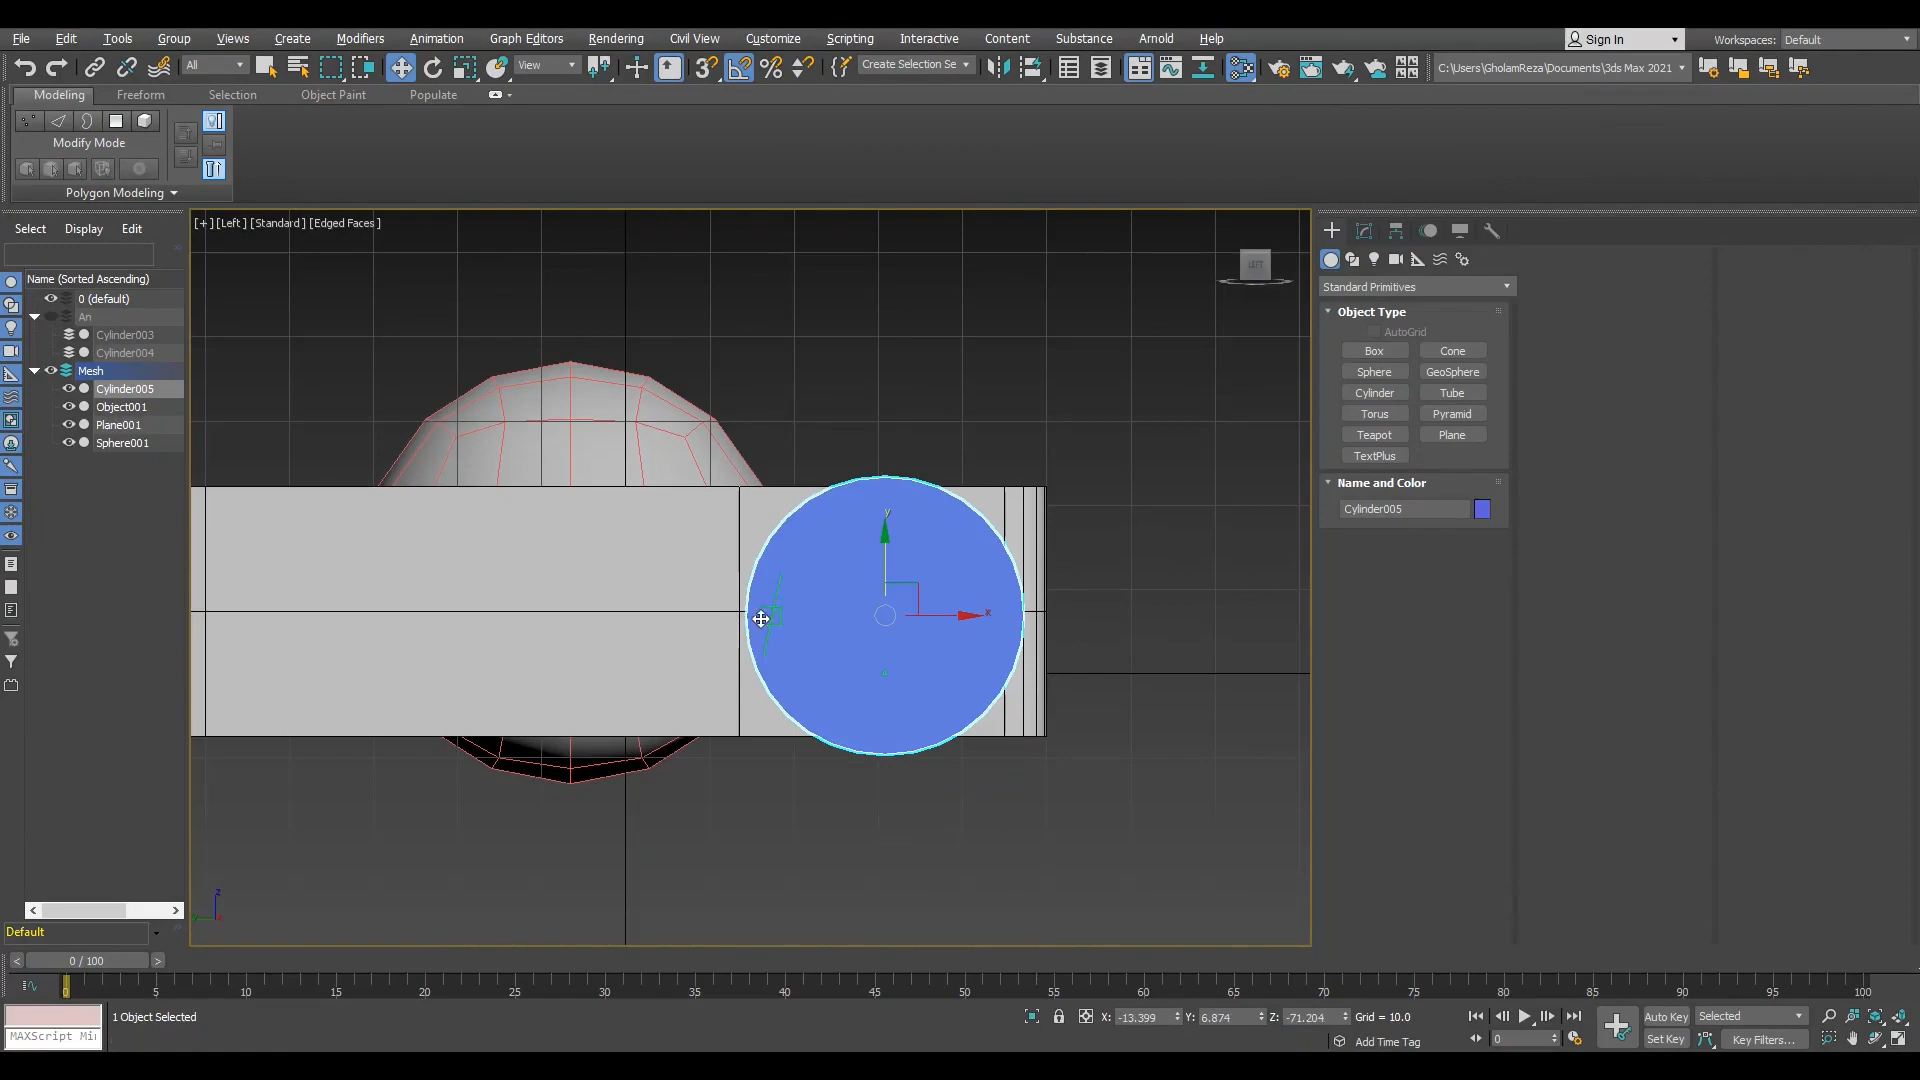 File Edit Tools Group Views Create Modifiers Animation Graph Editors Rendering Civil View Customize Scripting Interactive Content Substance Arnold Help Sign In Workspaces: Default
All View Create Selection Se C:\Users\GholamReza\Documents\3ds Max 2021
Modeling Freeform Selection Object Paint Populate
Modify Mode
Polygon Modeling
Select Display Edit
[+] [Left] [Standard] [Edged Faces]
LEFT
Name (Sorted Ascending)
0 (default)
An
Cylinder003
Cylinder004
Mesh
Cylinder005
Object001
Plane001
Sphere001
Standard Primitives
Object Type
AutoGrid
Box Cone
Sphere GeoSphere
Cylinder Tube
Torus Pyramid
Teapot Plane
TextPlus
Name and Color
Cylinder005
y
x
z
Default
< 0 / 100 >
0 5 10 15 20 25 30 35 40 45 50 55 60 65 70 75 80 85 90 95 100
1 Object Selected X: -13.399 Y: 6.874 Z: -71.204 Grid = 10.0 Auto Key Selected
MAXScript Mi Add Time Tag 0 Set Key Key Filters...